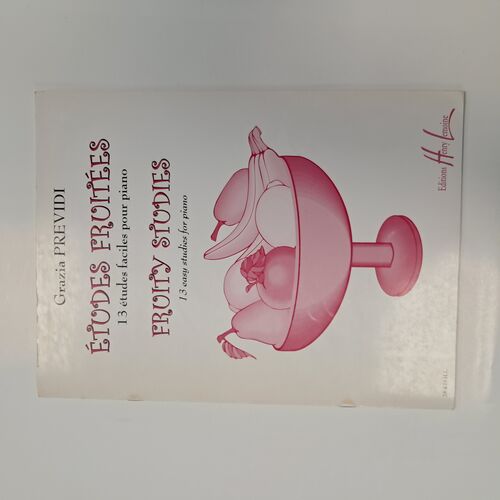 Grazia PREVIDI
ÉTUDES FRUITÉES
13 études faciles pour piano
FRUITY STUDIES
13 easy studies for piano
Editions Henry Lemoine